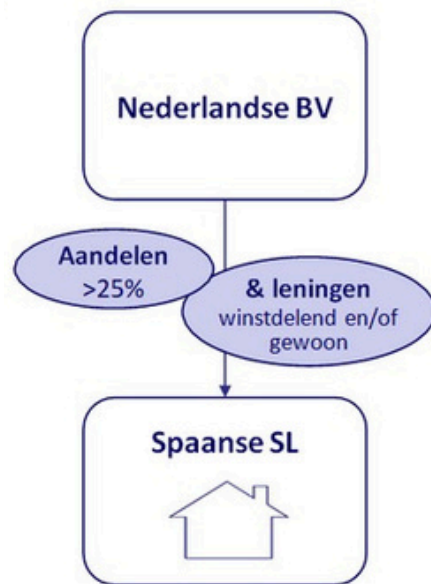 Nederlandse BV
Aandelen
>25%
& leningen
winstdelend en/of
gewoon
Spaanse SL